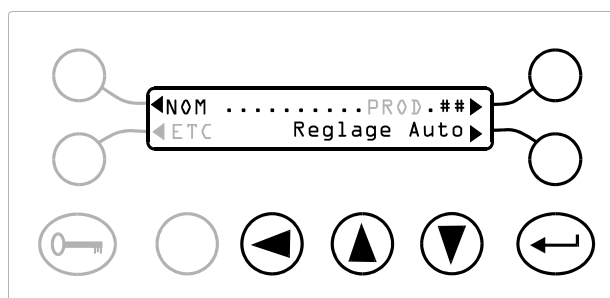 NOM ..........PROD.##
ETC Reglage Auto